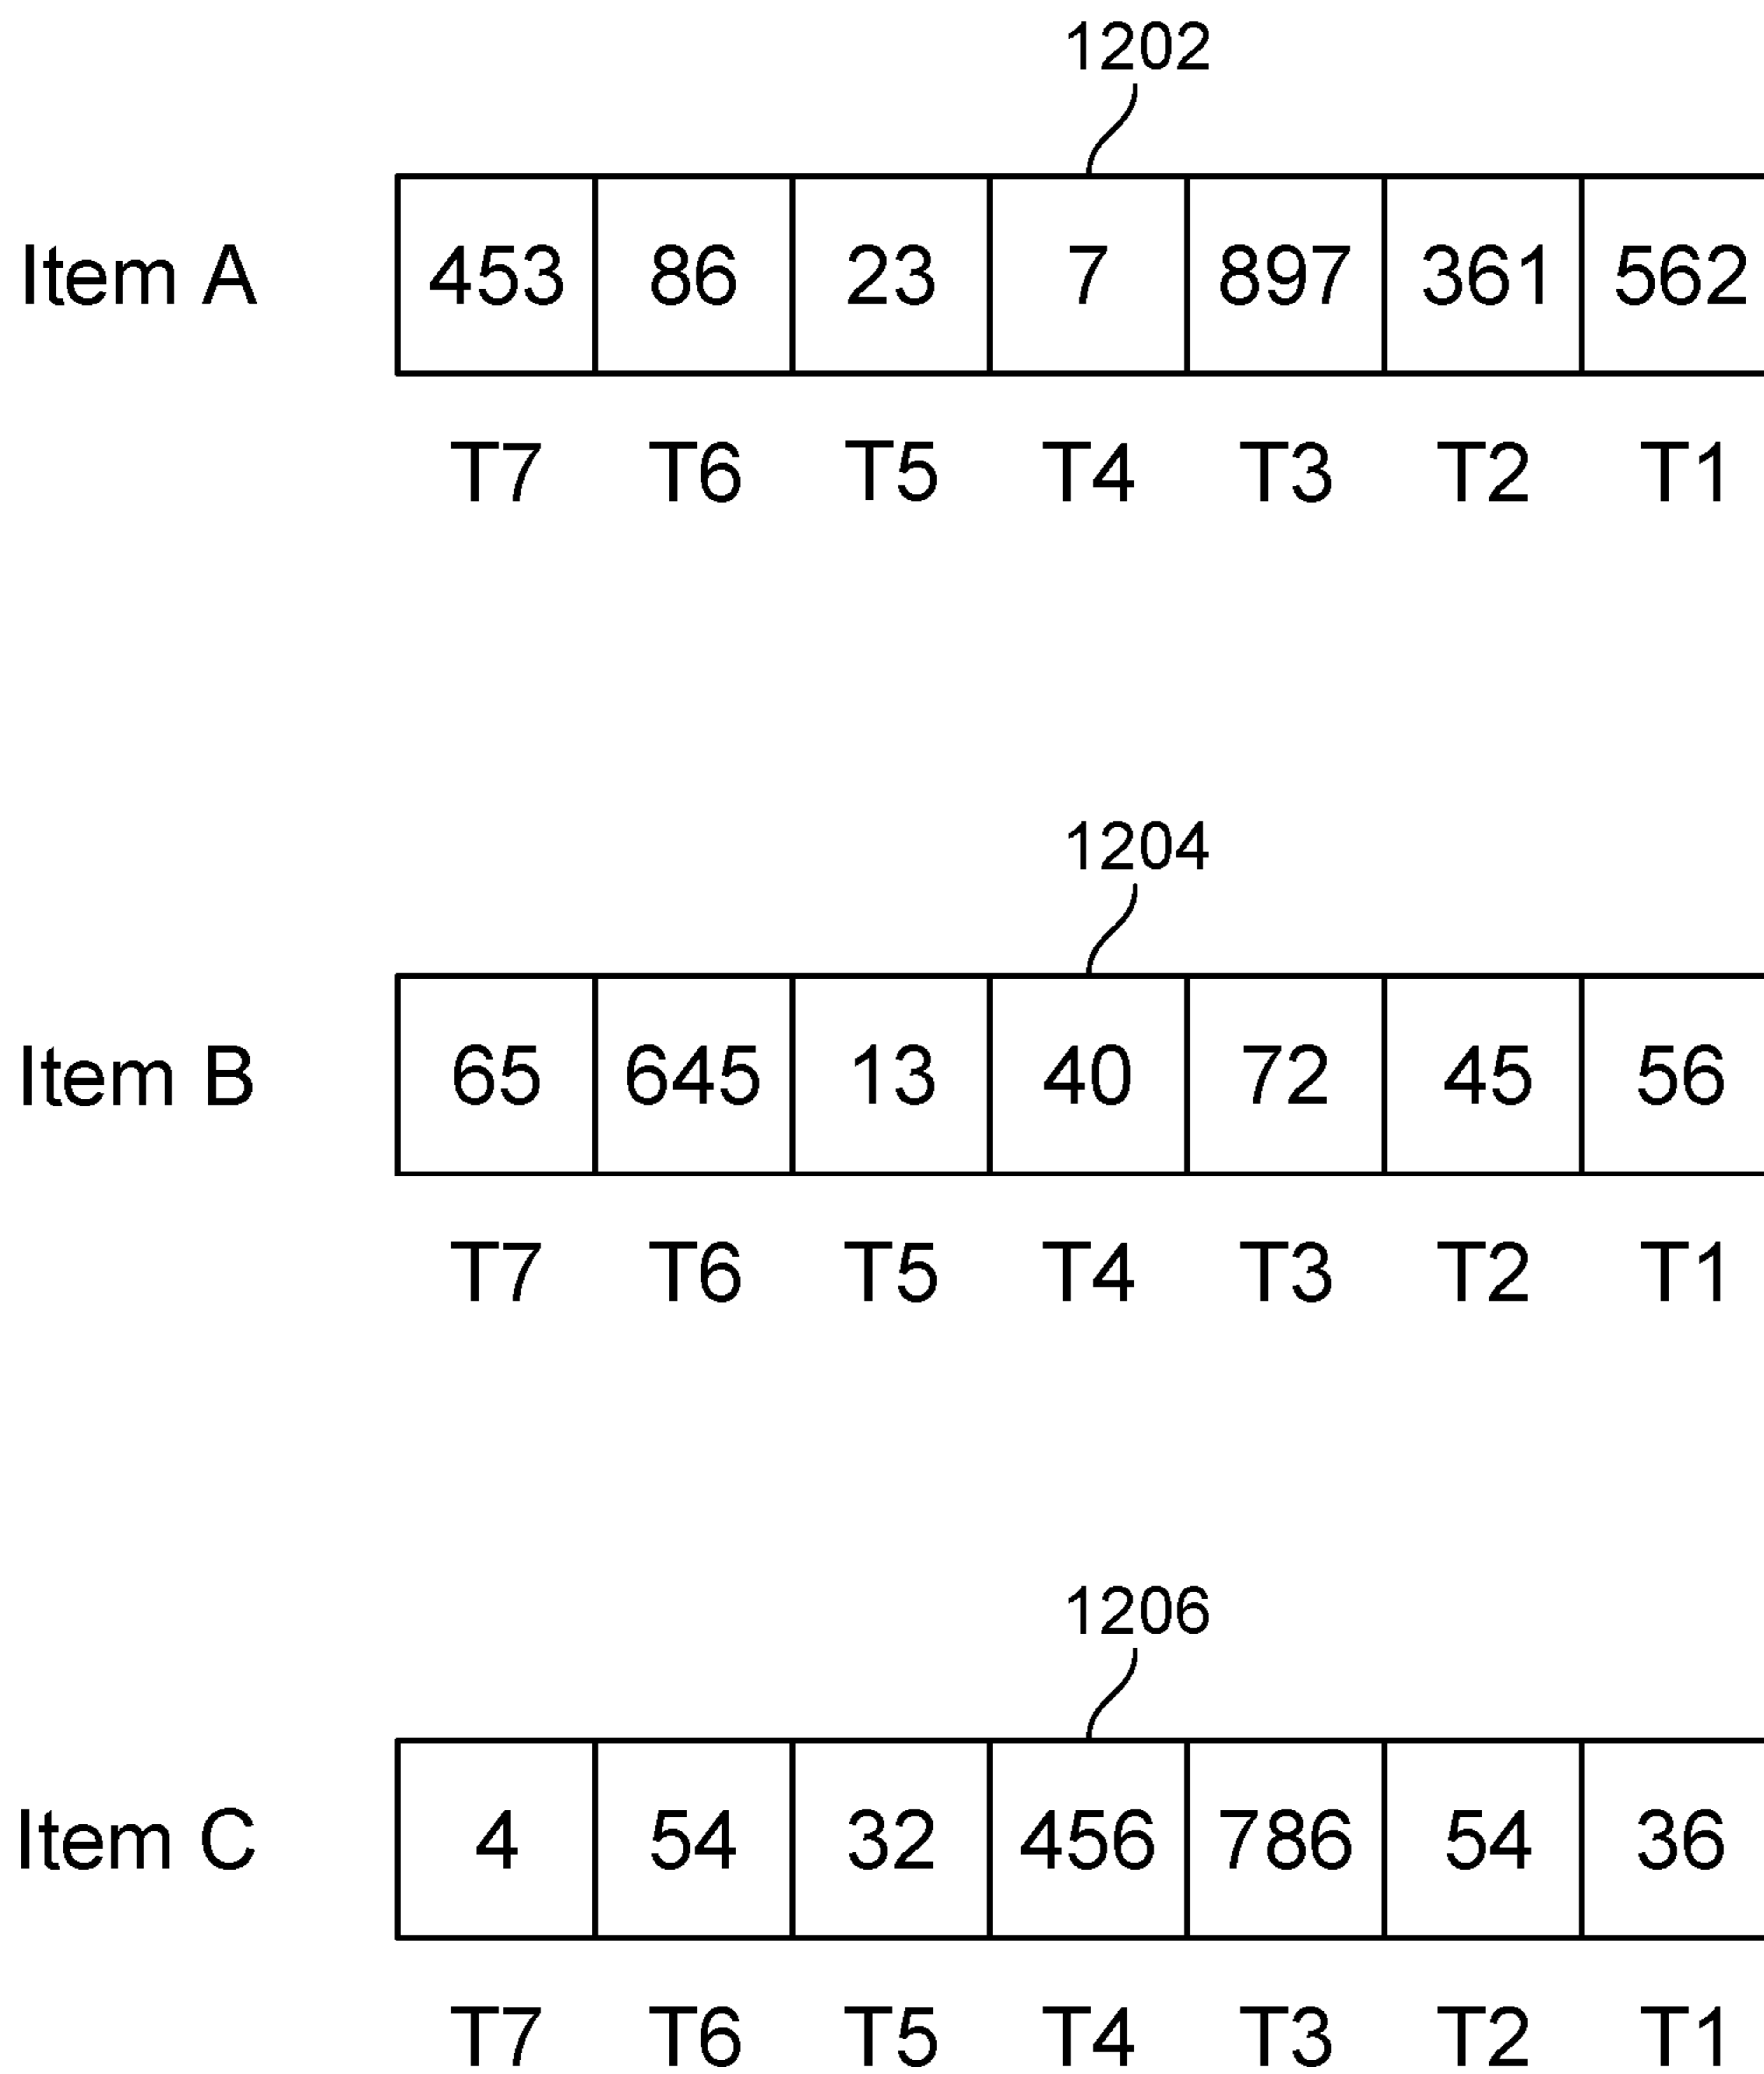 1202
Item A 453 86 23 7 897 361 562
T7 T6 T5 T4 T3 T2 T1
1204
Item B 65 645 13 40 72 45 56
T7 T6 T5 T4 T3 T2 T1
1206
Item C 4 54 32 456 786 54 36
T7 T6 T5 T4 T3 T2 T1